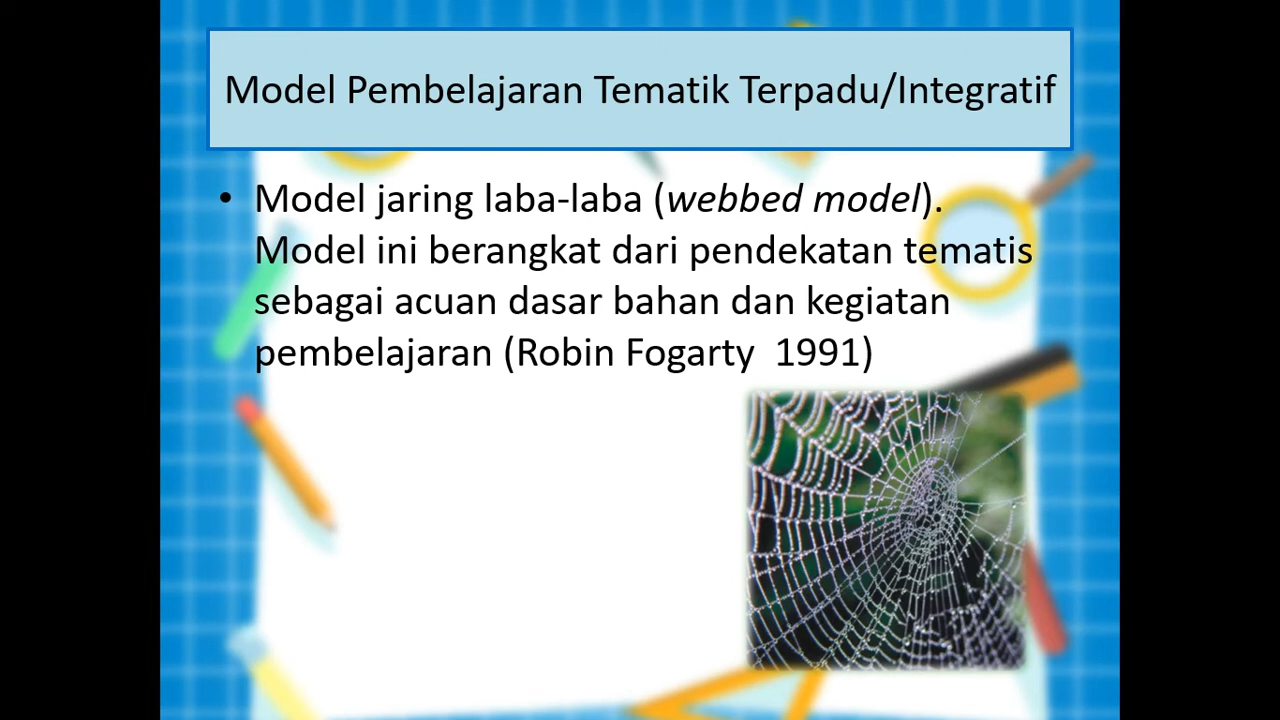 Model Pembelajaran Tematik Terpadu/Integratif
• Model jaring laba-laba (webbed model).
Model ini berangkat dari pendekatan tematis
sebagai acuan dasar bahan dan kegiatan
pembelajaran (Robin Fogarty  1991)